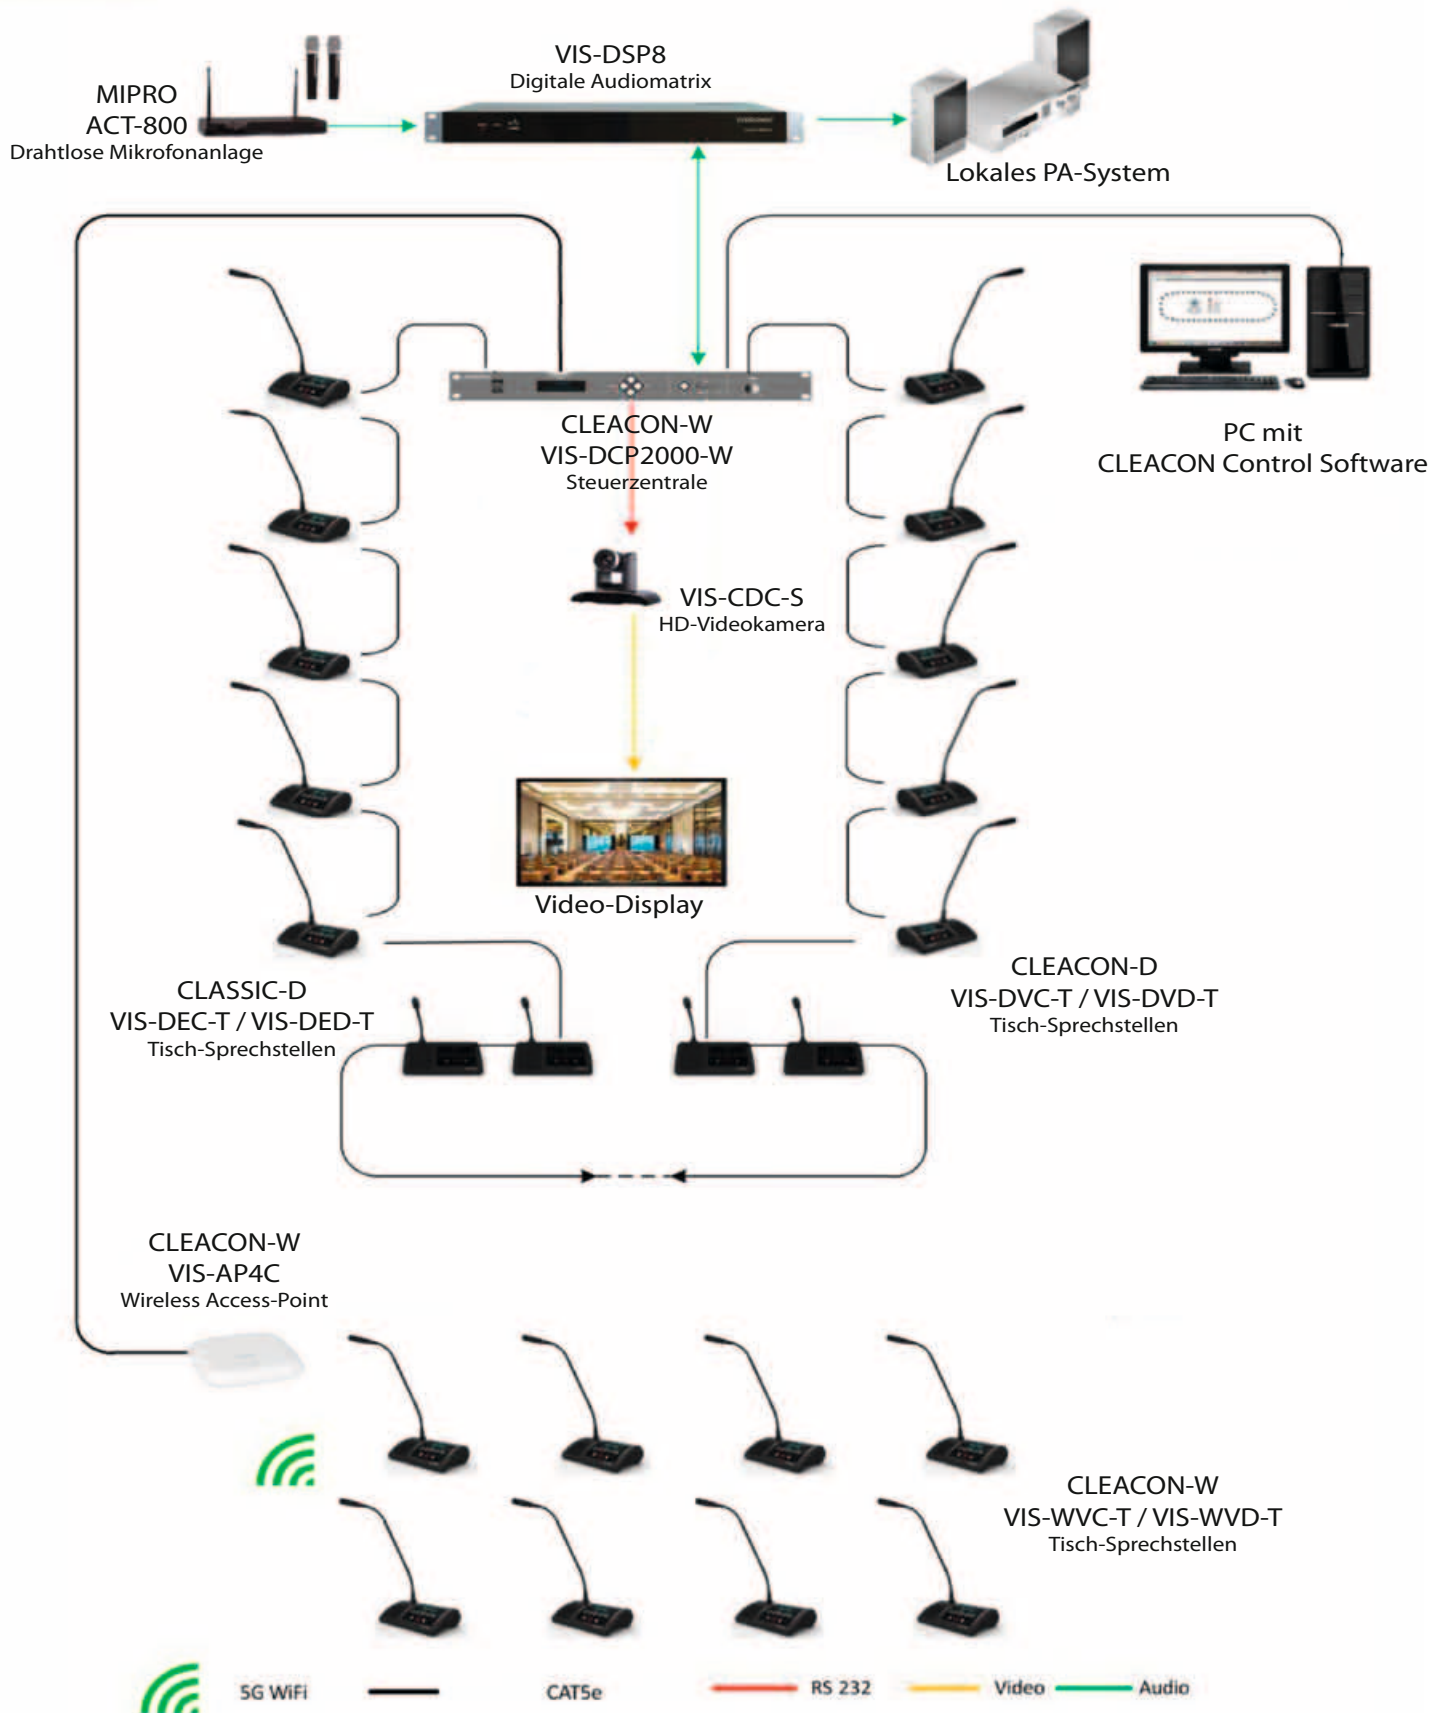 VIS-DSP8
Digitale Audiomatrix
MIPRO
ACT-800
Drahtlose Mikrofonanlage
Lokales PA-System
CLEACON-W
VIS-DCP2000-W
Steuerzentrale
PC mit
CLEACON Control Software
VIS-CDC-S
HD-Videokamera
Video-Display
CLASSIC-D
VIS-DEC-T / VIS-DED-T
Tisch-Sprechstellen
CLEACON-D
VIS-DVC-T / VIS-DVD-T
Tisch-Sprechstellen
CLEACON-W
VIS-AP4C
Wireless Access-Point
CLEACON-W
VIS-WVC-T / VIS-WVD-T
Tisch-Sprechstellen
5G WiFi CAT5e RS 232 Video Audio